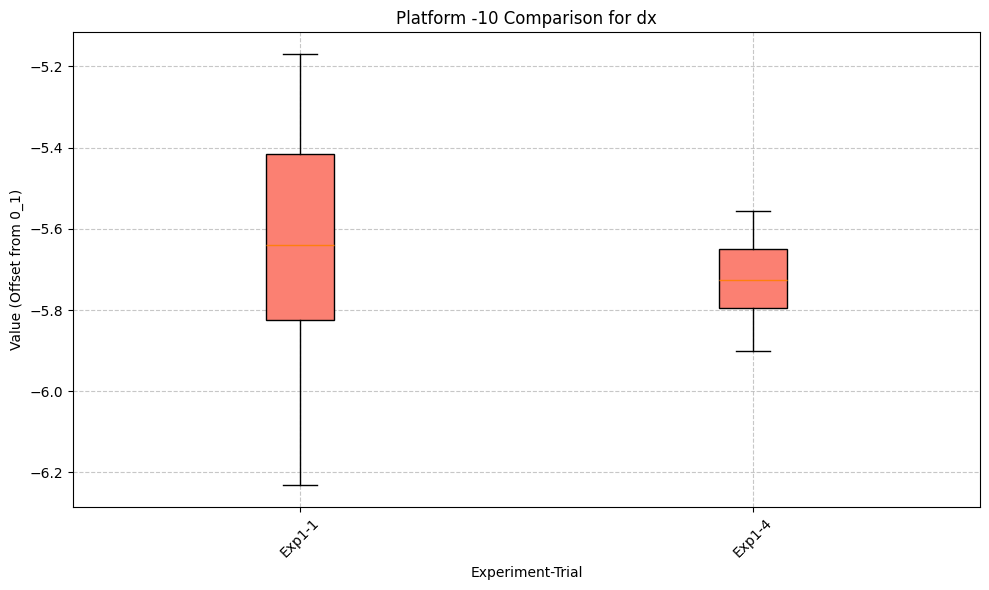 Platform -10 Comparison for dx
Value (Offset from 0_1)
−5.2
−5.4
−5.6
−5.8
−6.0
−6.2
Exp1-1
Exp1-4
Experiment-Trial